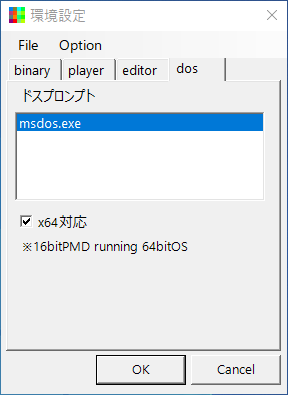 環境設定
File Option
binary player editor dos
ドスプロンプト
msdos.exe
x64対応
※16bitPMD running 64bitOS
OK Cancel